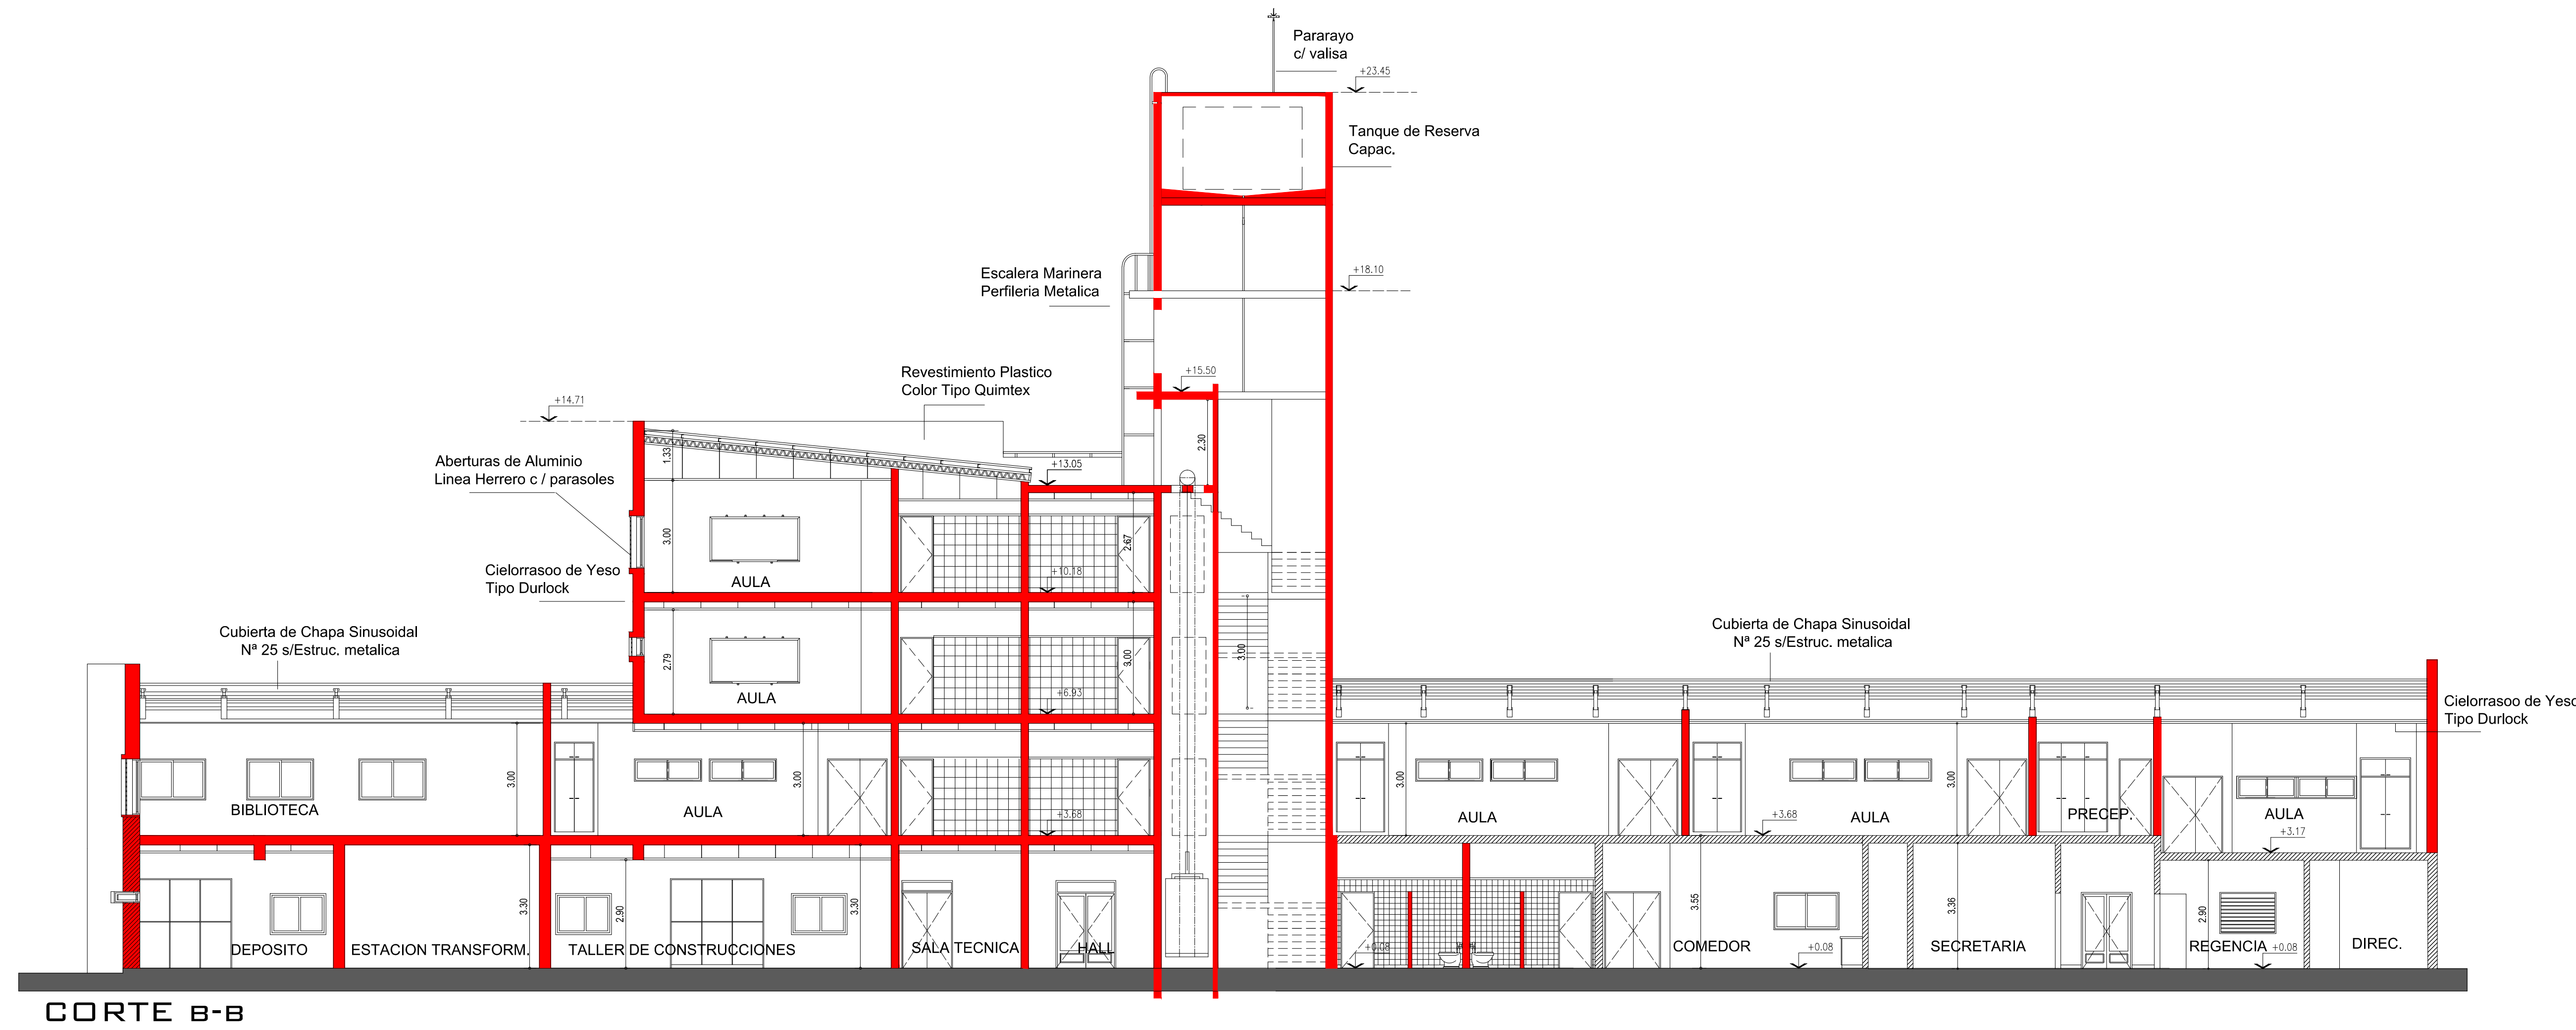 Pararayo
c/ valisa
+23.45
Tanque de Reserva
Capac.
Escalera Marinera
Perfileria Metalica
+18.10
Revestimiento Plastico
Color Tipo Quimtex
+15.50
+14.71
2.30
1.33
Aberturas de Aluminio
Linea Herrero c / parasoles
+13.05
3.00
2.67
Cielorrasoo de Yeso
Tipo Durlock
AULA
+10.18
Cubierta de Chapa Sinusoidal
Nª 25 s/Estruc. metalica
2.79
3.00
3.00
AULA
+6.93
Cubierta de Chapa Sinusoidal
Nª 25 s/Estruc. metalica
Cielorrasoo de Yeso
Tipo Durlock
BIBLIOTECA
3.00
AULA
3.00
+3.68
3.00
AULA
+3.68
AULA
3.00
PRECEP.
AULA
+3.17
DEPOSITO
3.30
ESTACION TRANSFORM.
2.90
TALLER DE CONSTRUCCIONES
3.30
SALA TECNICA
HALL
+0.08
3.55
COMEDOR
+0.08
3.36
SECRETARIA
2.90
REGENCIA
+0.08
DIREC.
CORTE B-B